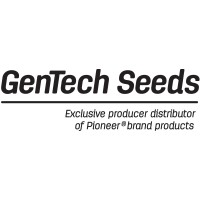 GenTech Seeds
Exclusive producer distributor
of Pioneer® brand products